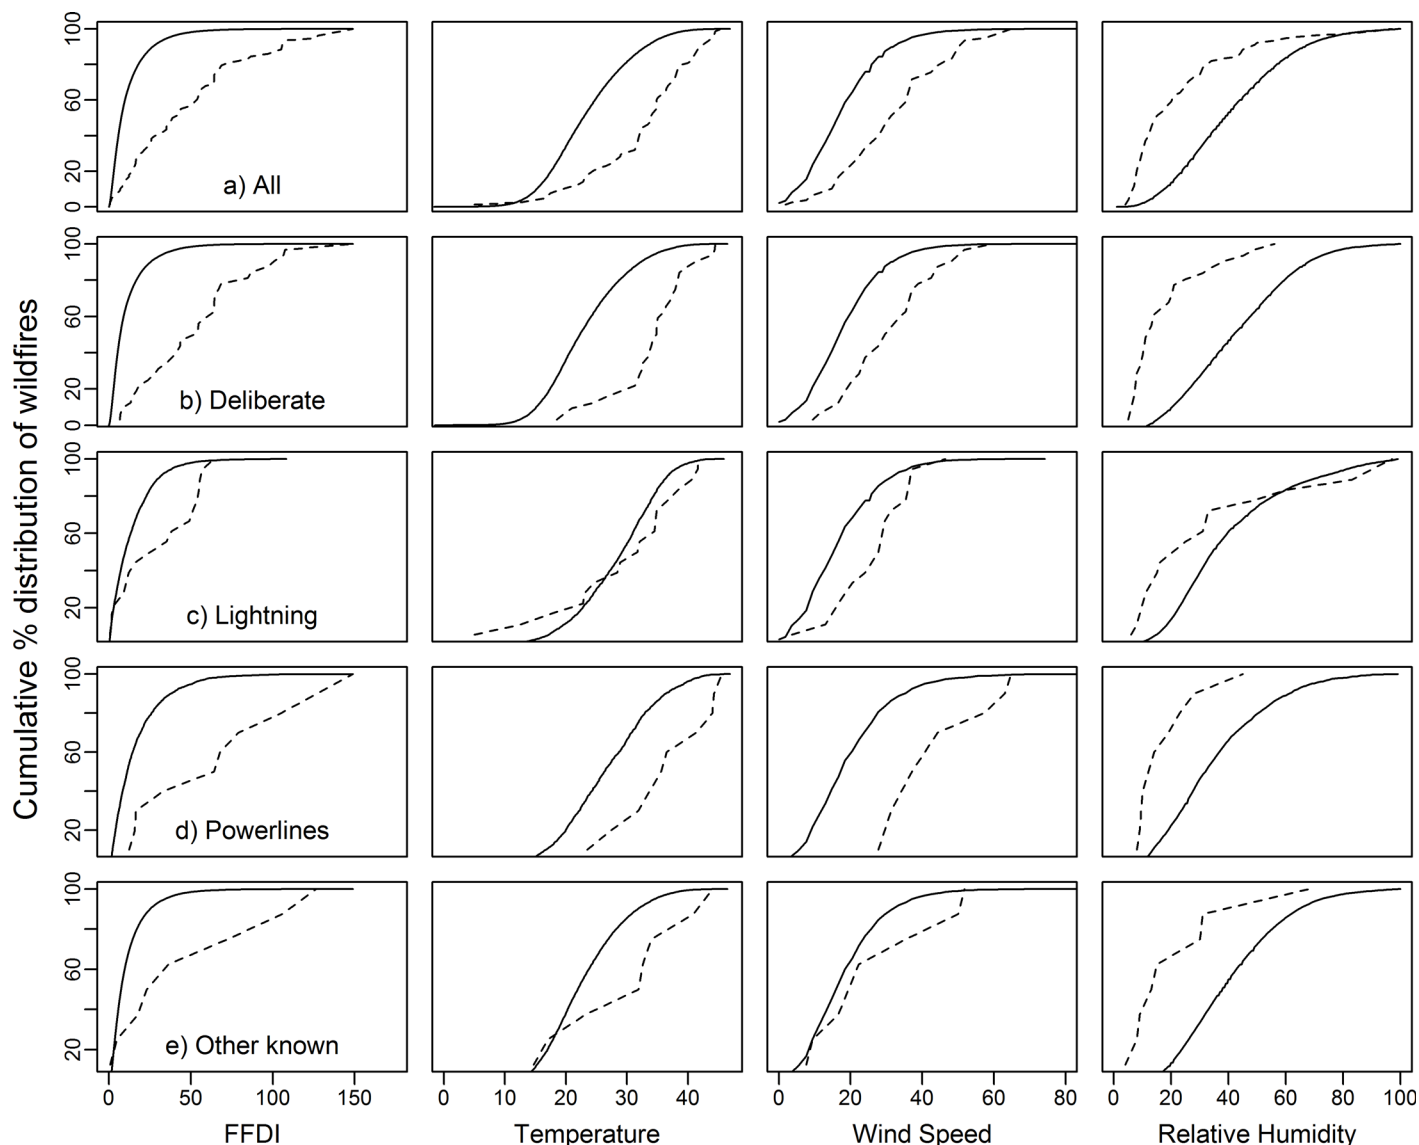 Cumulative % distribution of wildfires
0 20 60 100
a) All
0 20 60 100
b) Deliberate
20 60 100
c) Lightning
20 60 100
d) Powerlines
20 60 100
e) Other known
0 50 100 150
0 10 20 30 40
0 20 40 60 80
0 20 40 60 80 100
FFDI
Temperature
Wind Speed
Relative Humidity